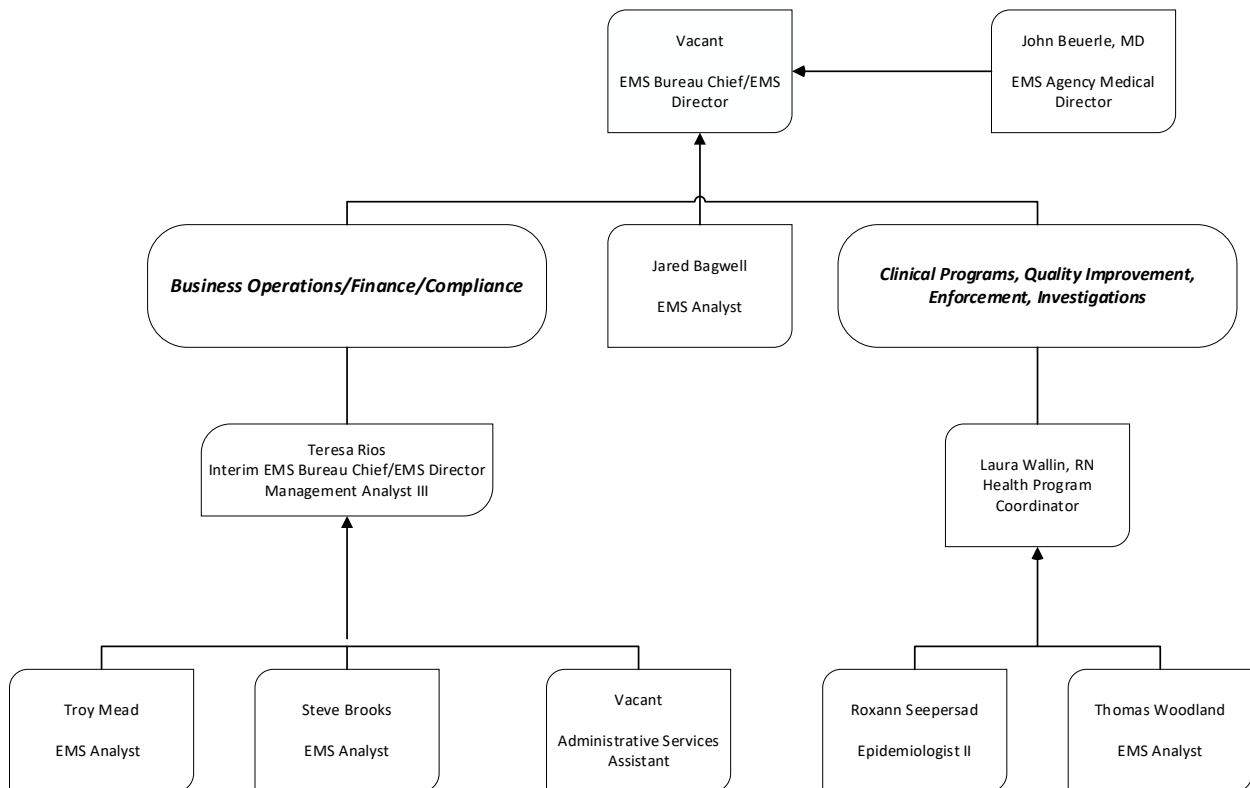 Vacant
EMS Bureau Chief/EMS
Director
John Beuerle, MD
EMS Agency Medical
Director
Business Operations/Finance/Compliance
Jared Bagwell
EMS Analyst
Clinical Programs, Quality Improvement,
Enforcement, Investigations
Teresa Rios
Interim EMS Bureau Chief/EMS Director
Management Analyst III
Laura Wallin, RN
Health Program
Coordinator
Troy Mead
EMS Analyst
Steve Brooks
EMS Analyst
Vacant
Administrative Services
Assistant
Roxann Seepersad
Epidemiologist II
Thomas Woodland
EMS Analyst